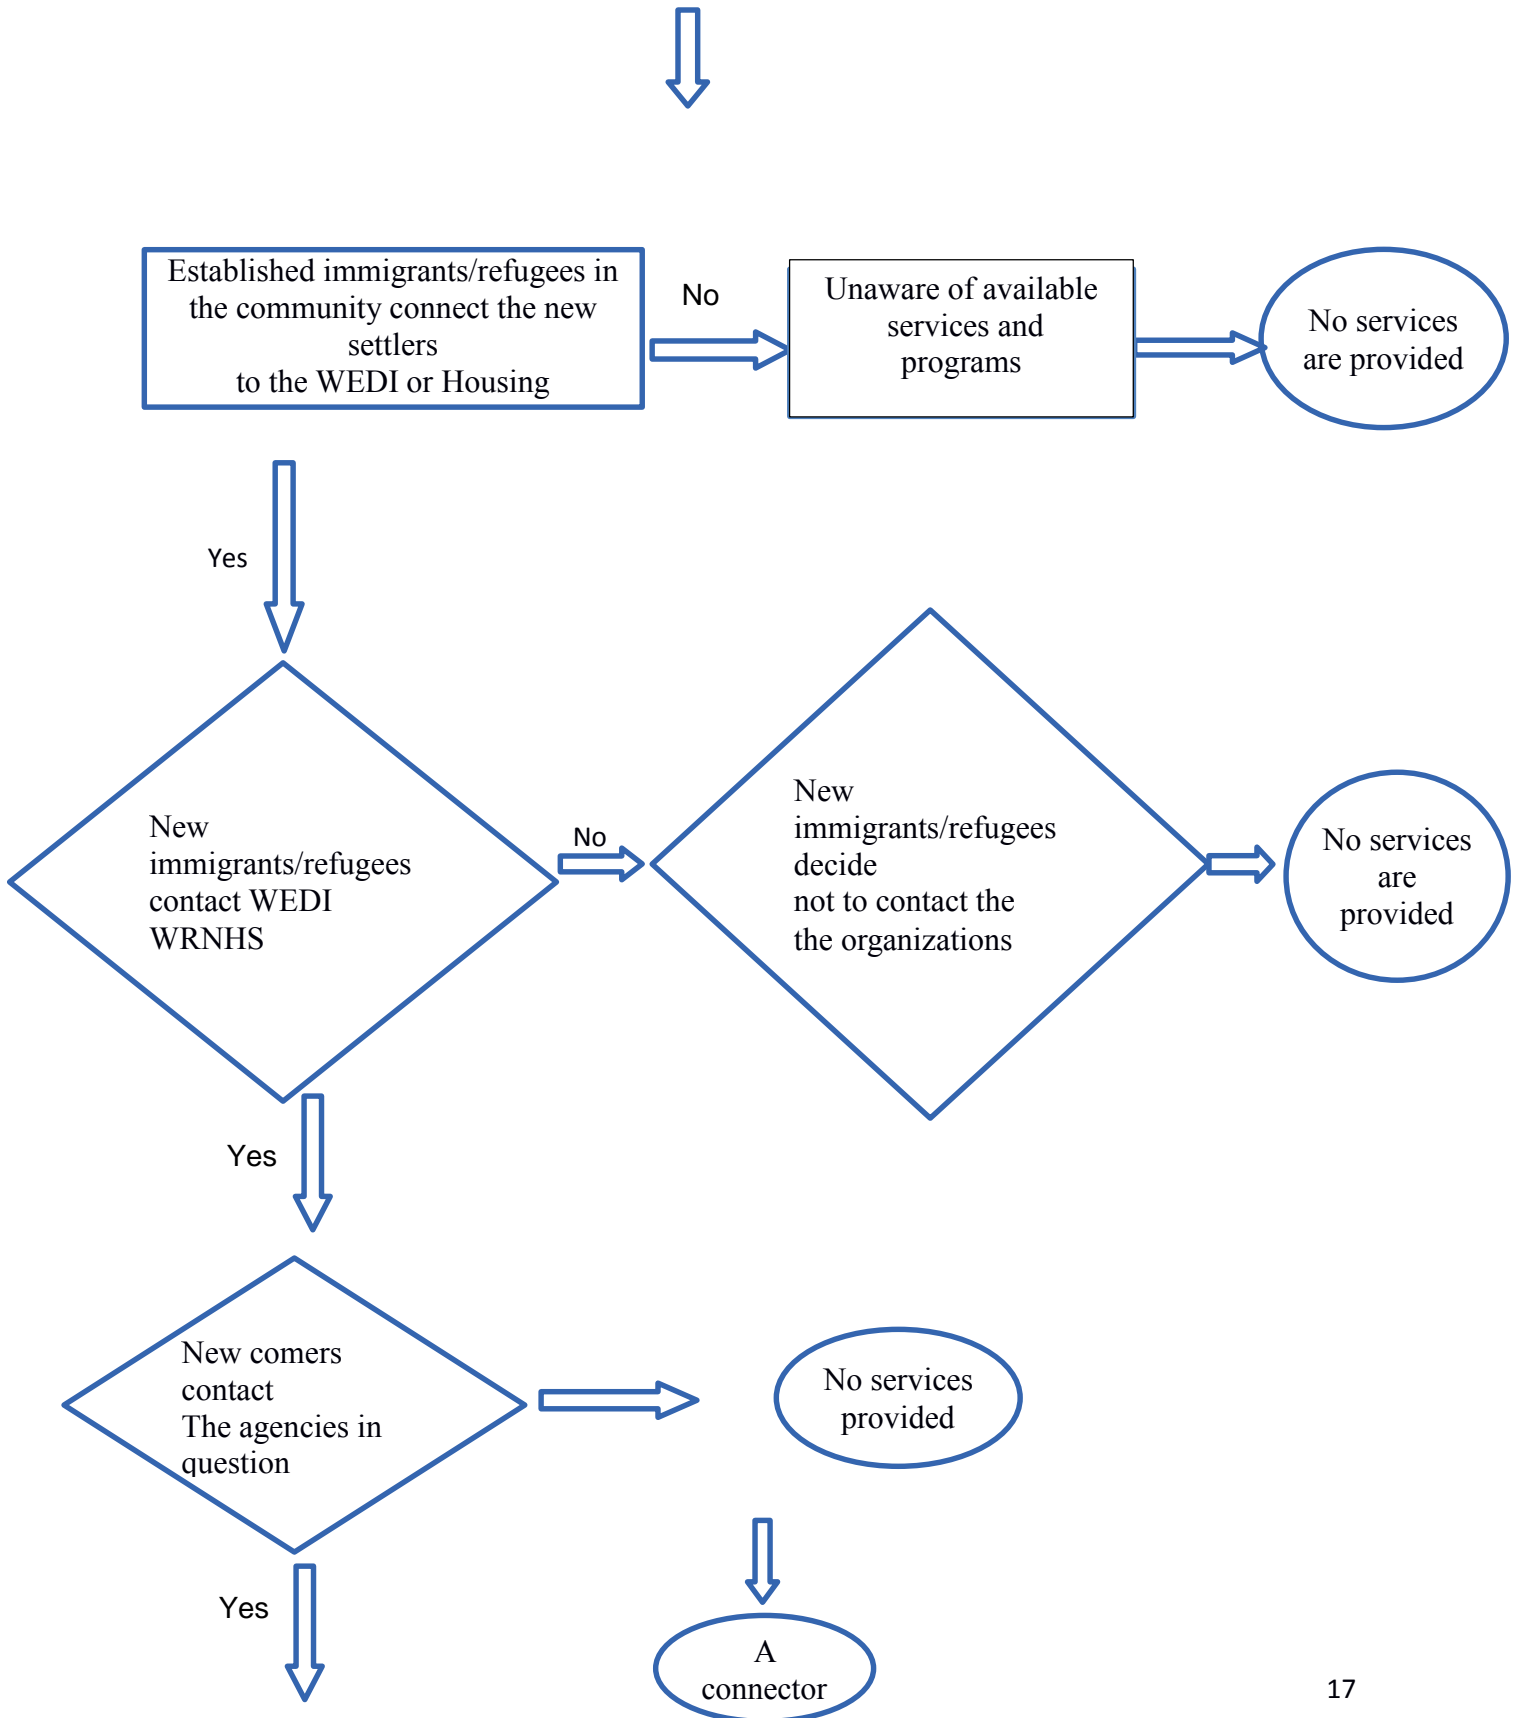 Established immigrants/refugees in
the community connect the new
settlers
to the WEDI or Housing
No
Unaware of available
services and
programs
No services
are provided
Yes
New
immigrants/refugees
contact WEDI
WRNHS
No
New
immigrants/refugees
decide
not to contact the
the organizations
No services
are
provided
Yes
New comers
contact
The agencies in
question
No services
provided
Yes
A
connector
17